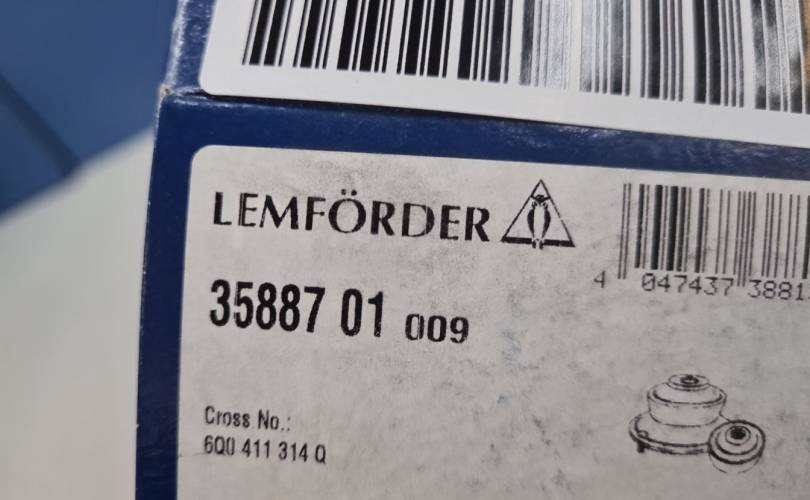 LEMFÖRDER
4 047437 3881
35887 01 009
Cross No.:
6Q0 411 314 Q